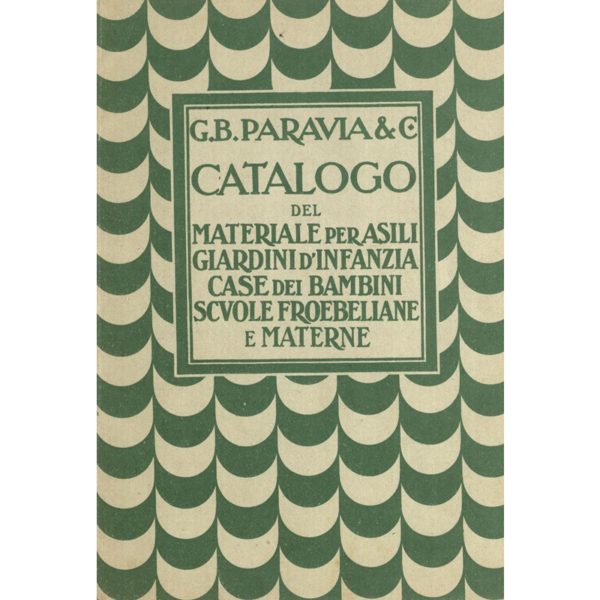 G.B. PARAVIA & C.
CATALOGO
DEL
MATERIALE PER ASILI
GIARDINI D'INFANZIA
CASE DEI BAMBINI
SCVOLE FROEBELIANE
E MATERNE